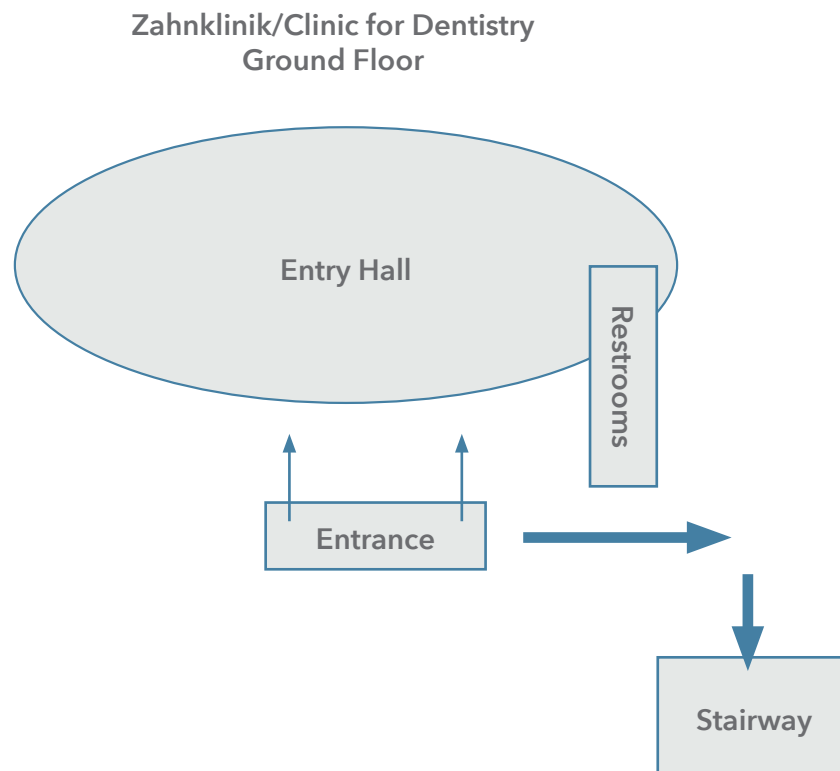 Zahnklinik/Clinic for Dentistry
Ground Floor
Entry Hall
Restrooms
Entrance
Stairway